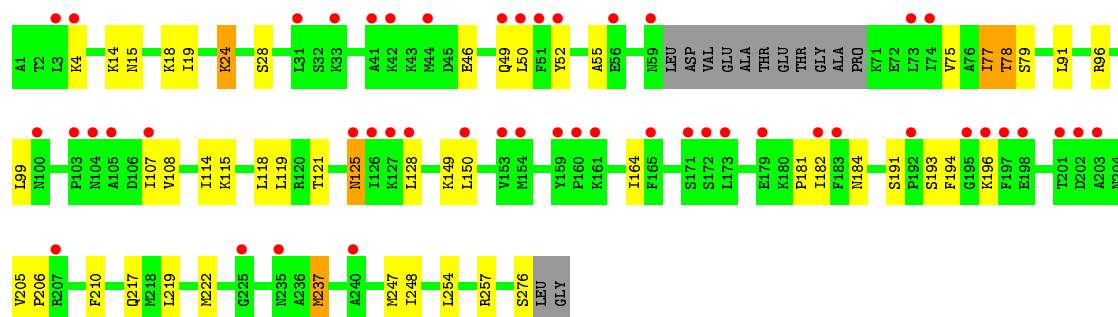 A1 T2 L3 K4 K14 N15 K18 I19 K24 S28 L31 S32 K33 A41 K42 K43 M44 D45 E46 Q49 L50 F51 Y52 A55 E56 N59 LEU ASP VAL GLU ALA THR GLU THR GLY ALA PRO K71 E72 L73 I74 V75 A76 I77 T78 S79 L91 R96
L99 N100 P103 N104 A105 D106 I107 V108 I114 K115 L118 L119 R120 T121 N125 I126 K127 L128 K149 L150 V153 M154 Y159 P160 K161 I164 F165 S171 S172 L173 E179 K180 P181 I182 F183 N184 S191 P192 S193 F194 G195 K196 F197 E198 T201 D202 A203
V205 P206 R207 F210 Q217 M218 L219 M222 G225 N235 A236 M237 A240 M247 I248 L254 R257 S276 LEU GLY